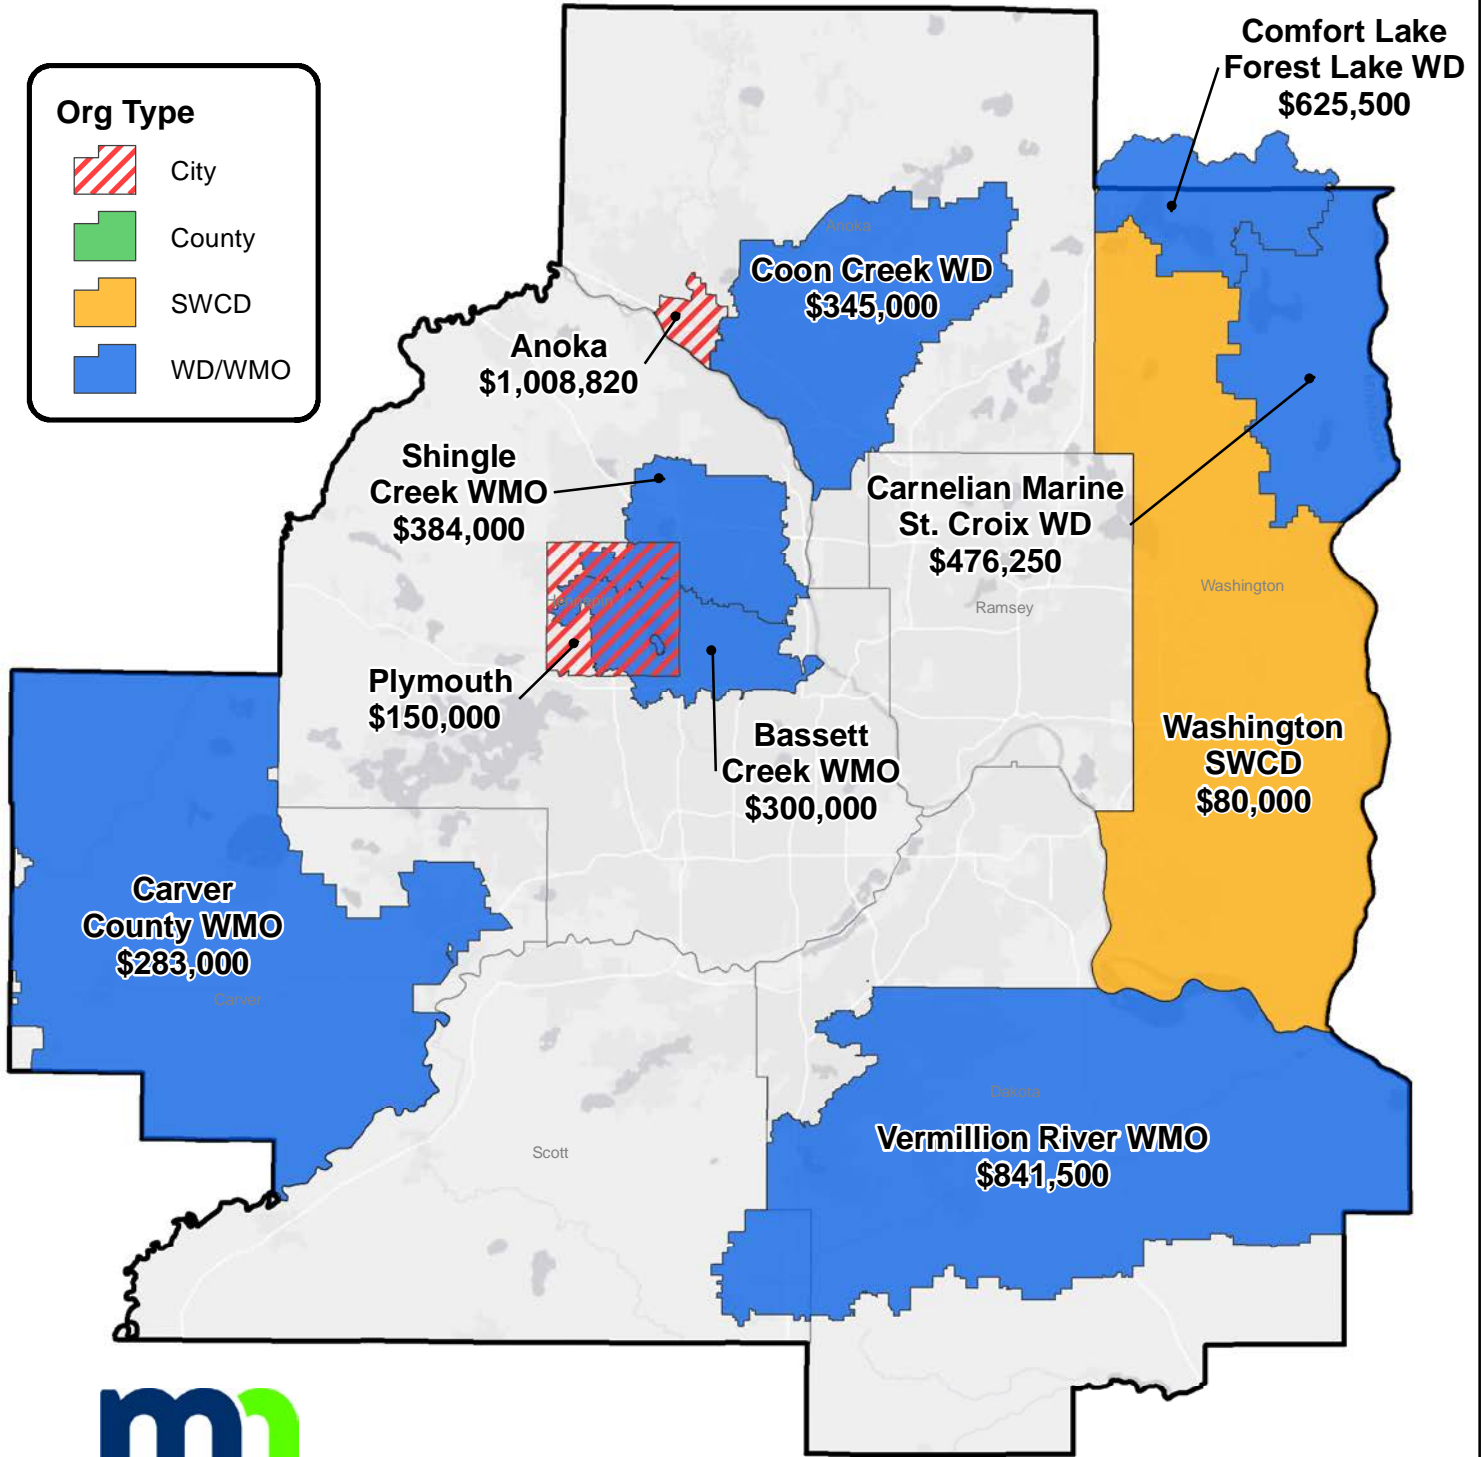 Org Type
City
County
SWCD
WD/WMO
Comfort Lake
Forest Lake WD
$625,500
Anoka
Coon Creek WD
$345,000
Anoka
$1,008,820
Shingle
Creek WMO
$384,000
Carnelian Marine
St. Croix WD
$476,250
Washington
Ramsey
Hennepin
Plymouth
$150,000
Bassett
Creek WMO
$300,000
Washington
SWCD
$80,000
Carver
County WMO
$283,000
Carver
Dakota
Vermillion River WMO
$841,500
Scott
mn